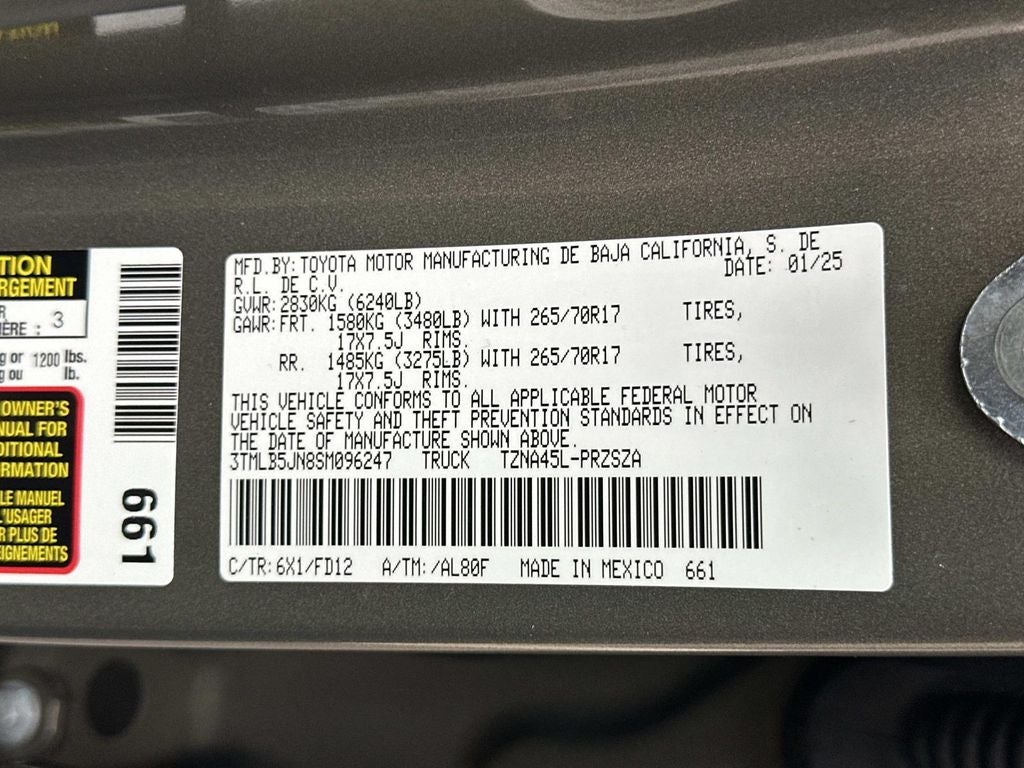 TION
RGEMENT
R
IÈRE : 3
g or 1200 lbs.
g ou lb.
OWNER'S
NUAL FOR
DITIONAL
ORMATION
LE MANUEL
L'USAGER
R PLUS DE
EIGNEMENTS
661
MFD.BY: TOYOTA MOTOR MANUFACTURING DE BAJA CALIFORNIA, S. DE
R.L. DE C.V. DATE: 01/25
GVWR: 2830KG (6240LB)
GAWR: FRT. 1580KG (3480LB) WITH 265/70R17 TIRES,
17X7.5J RIMS.
RR. 1485KG (3275LB) WITH 265/70R17 TIRES,
17X7.5J RIMS.
THIS VEHICLE CONFORMS TO ALL APPLICABLE FEDERAL MOTOR
VEHICLE SAFETY AND THEFT PREVENTION STANDARDS IN EFFECT ON
THE DATE OF MANUFACTURE SHOWN ABOVE.
3TMLB5JN8SM096247 TRUCK TZNA45L-PRZSZA
C/TR: 6X1/FD12 A/TM: /AL80F MADE IN MEXICO 661